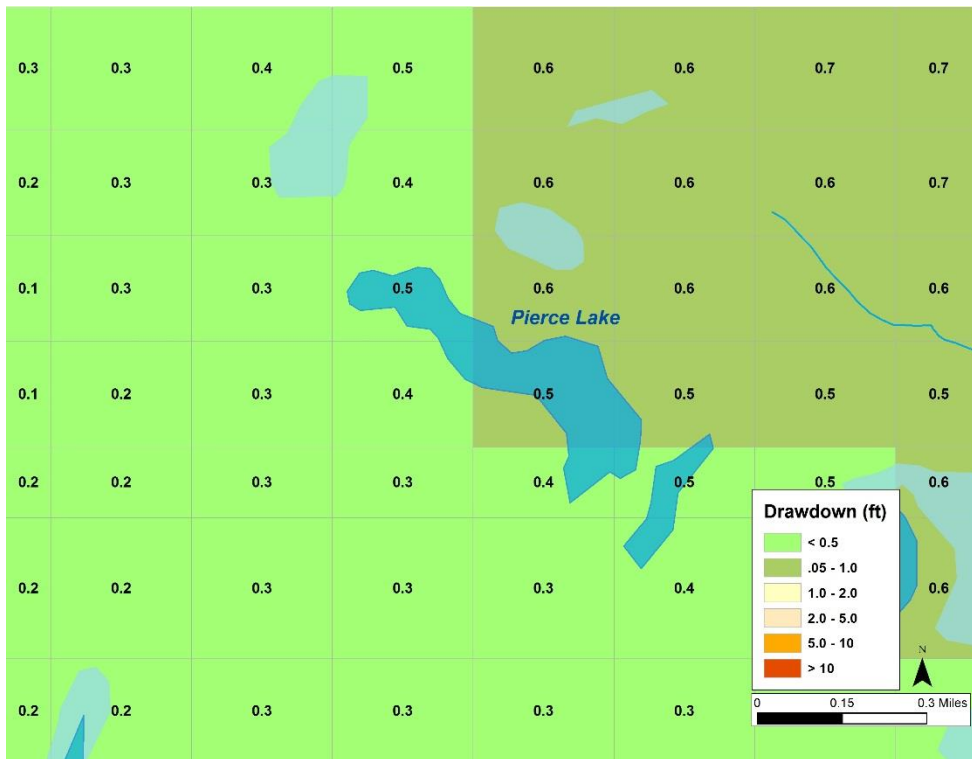 0.3 0.3 0.4 0.5 0.6 0.6 0.7 0.7
0.2 0.3 0.3 0.4 0.6 0.6 0.6 0.7
0.1 0.3 0.3 0.5 0.6 0.6 0.6 0.6
Pierce Lake
0.1 0.2 0.3 0.4 0.5 0.5 0.5 0.5
0.2 0.2 0.3 0.3 0.4 0.5 0.5 0.6
0.2 0.2 0.3 0.3 0.3 0.4 0.6
0.2 0.2 0.3 0.3 0.3 0.3
Drawdown (ft)
< 0.5
.05 - 1.0
1.0 - 2.0
2.0 - 5.0
5.0 - 10
> 10
N
0 0.15 0.3 Miles